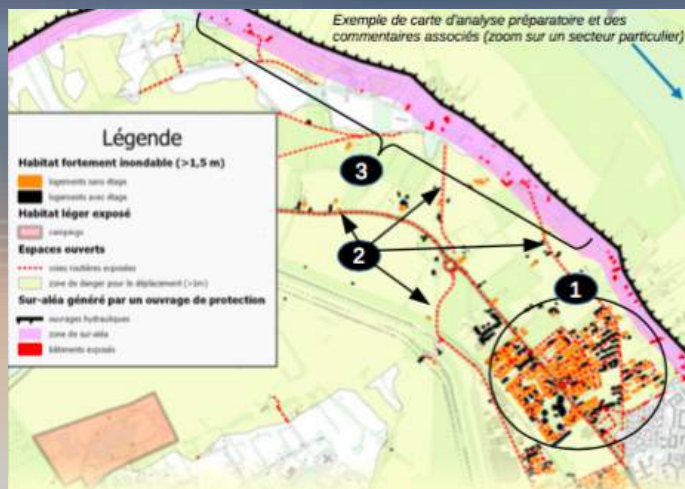 Exemple de carte d'analyse préparatoire et des
commentaires associés (zoom sur un secteur particulier)
Légende
Habitat fortement inondable (>1,5 m)
logements sans étage
logements avec étage
Habitat léger exposé
campings
Espaces ouverts
voies routières exposées
zone de danger pour le déplacement (>1m)
Sur-aléa généré par un ouvrage de protection
ouvrages hydrauliques
zone de sur-aléa
bâtiments exposés
3
2
1